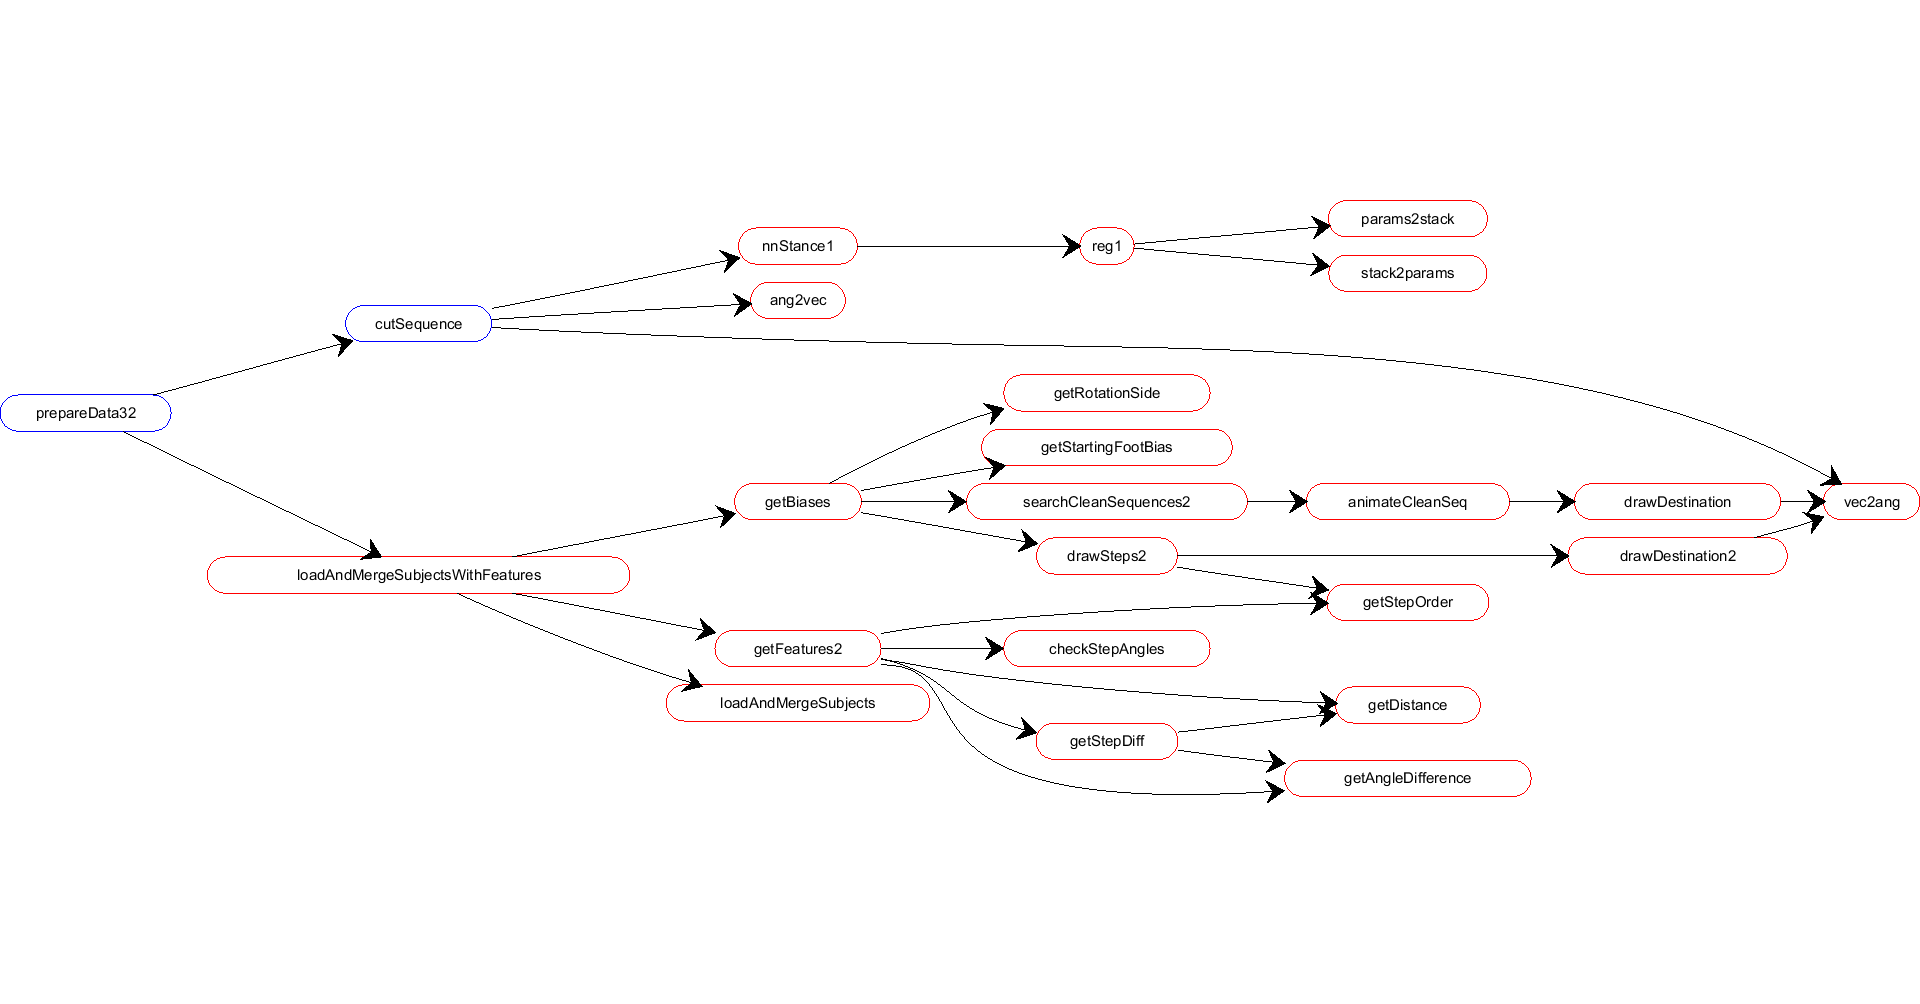 params2stack
nnStance1
reg1
stack2params
ang2vec
cutSequence
getRotationSide
prepareData32
getStartingFootBias
getBiases
searchCleanSequences2
animateCleanSeq
drawDestination
vec2ang
drawSteps2
drawDestination2
loadAndMergeSubjectsWithFeatures
getStepOrder
getFeatures2
checkStepAngles
loadAndMergeSubjects
getDistance
getStepDiff
getAngleDifference